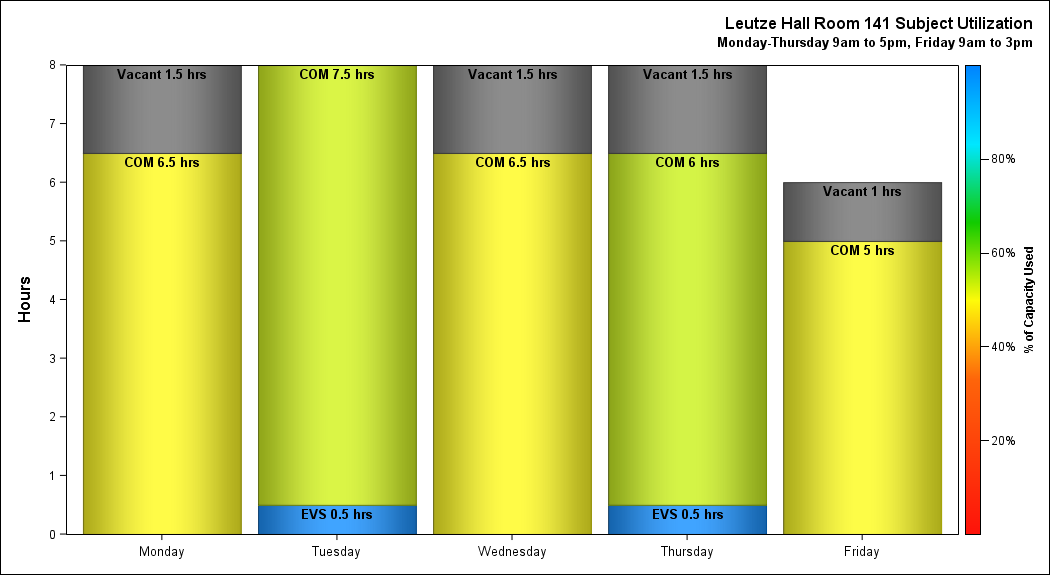 Leutze Hall Room 141 Subject Utilization
Monday-Thursday 9am to 5pm, Friday 9am to 3pm
Hours
8
7
6
5
4
3
2
1
0
Vacant 1.5 hrs
COM 6.5 hrs
COM 7.5 hrs
EVS 0.5 hrs
Vacant 1.5 hrs
COM 6.5 hrs
Vacant 1.5 hrs
COM 6 hrs
EVS 0.5 hrs
Vacant 1 hrs
COM 5 hrs
Monday
Tuesday
Wednesday
Thursday
Friday
80%
60%
40%
20%
% of Capacity Used